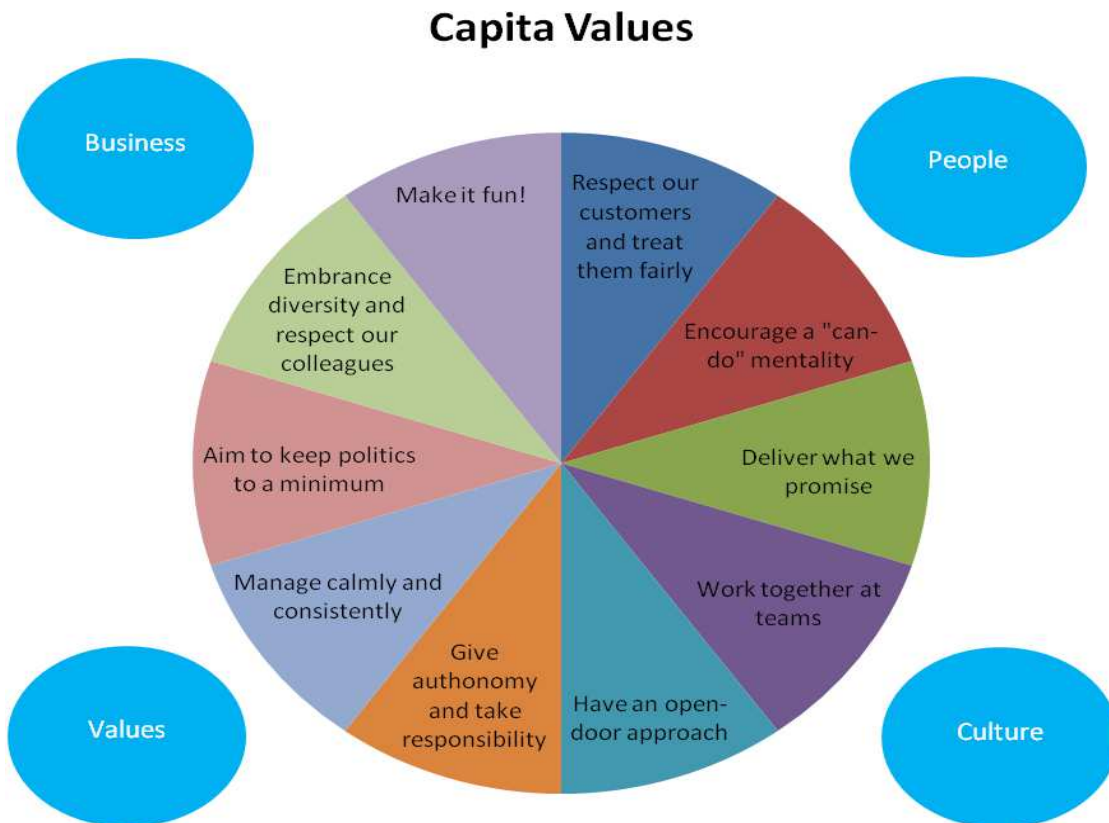 Capita Values
Business
People
Make it fun!
Respect our
customers
and treat
them fairly
Embrance
diversity and
respect our
colleagues
Encourage a "can-
do" mentality
Aim to keep politics
to a minimum
Deliver what we
promise
Manage calmly and
consistently
Work together at
teams
Give
authonomy
and take
responsibility
Have an open-
door approach
Values
Culture